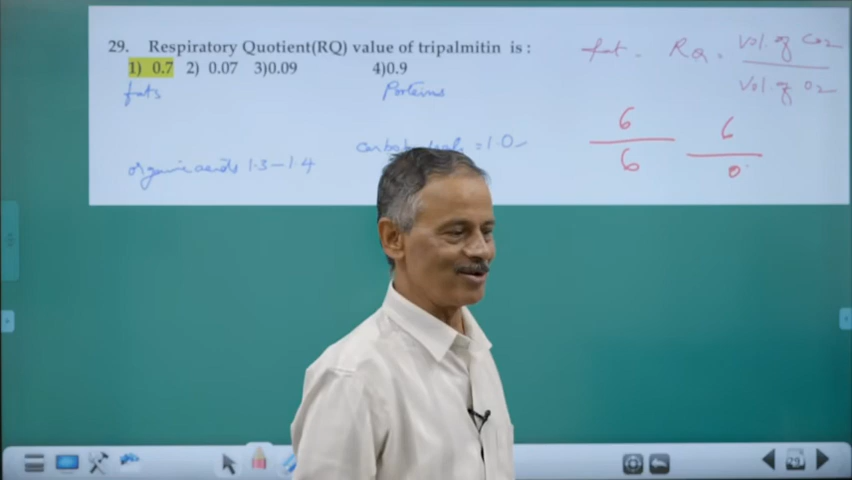 29. Respiratory Quotient(RQ) value of tripalmitin is :
1) 0.7 2) 0.07 3)0.09 4)0.9
fats Proteins
carbohydrates = 1.0
organic acids 1.3 – 1.4
fat . RQ . Vol. of CO2
Vol. of O2
6 6
6 0
29